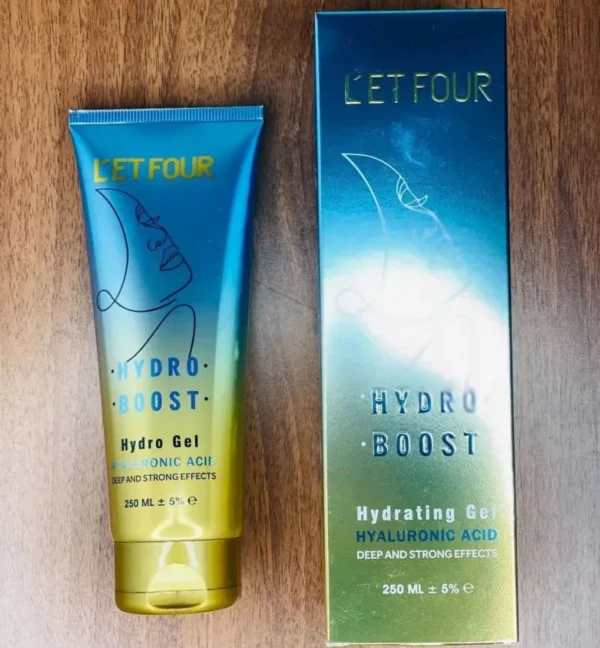 L'ET FOUR
·HYDRO·
·BOOST·
Hydro Gel
HYALURONIC ACID
DEEP AND STRONG EFFECTS
250 ML ± 5% ℮
L'ET FOUR
·HYDRO·
·BOOST·
Hydrating Gel
HYALURONIC ACID
DEEP AND STRONG EFFECTS
250 ML ± 5% ℮